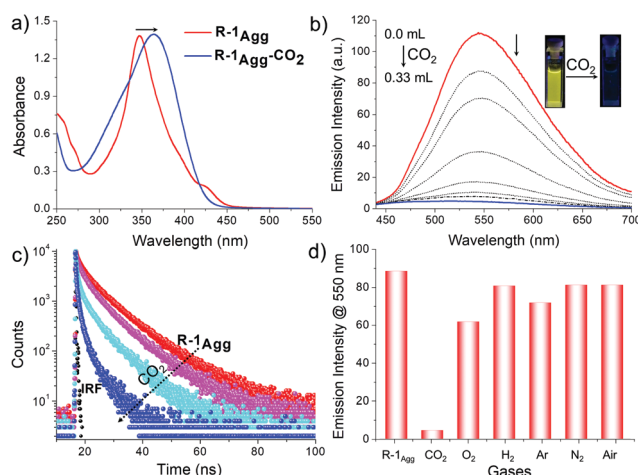 a)
R-1Agg
R-1Agg-CO2
Absorbance
1.5
1.2
0.9
0.6
0.3
0.0
250 300 350 400 450 500 550
Wavelength (nm)
b)
0.0 mL
CO2
0.33 mL
CO2
Emission Intensity (a.u.)
120
100
80
60
40
20
0
450 500 550 600 650 700
Wavelength (nm)
c)
R-1Agg
CO2
IRF
Counts
10^4
10^3
10^2
10^1
20 40 60 80 100
Time (ns)
d)
Emission Intensity @ 550 nm
100
80
60
40
20
0
R-1Agg CO2 O2 H2 Ar N2 Air
Gases